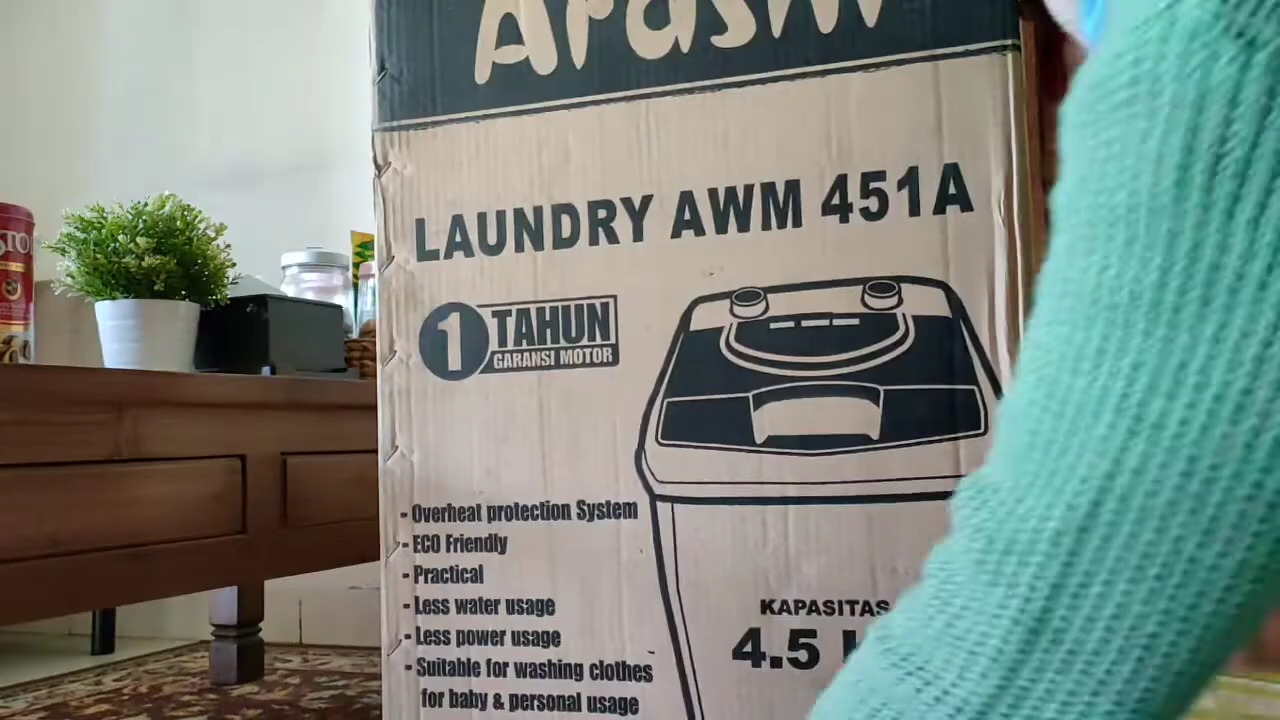 Arashi
LAUNDRY AWM 451A
1 TAHUN
GARANSI MOTOR
- Overheat protection System
- ECO Friendly
- Practical
- Less water usage
- Less power usage
- Suitable for washing clothes
for baby & personal usage
KAPASITAS
4.5